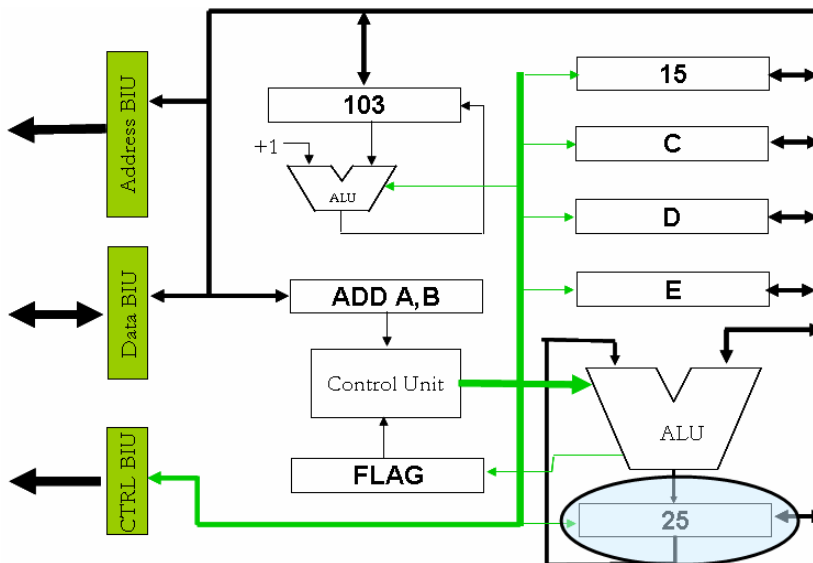 Address BIU
103
+1
ALU
15
C
D
E
Data BIU
ADD A,B
Control Unit
ALU
CTRL BIU
FLAG
25